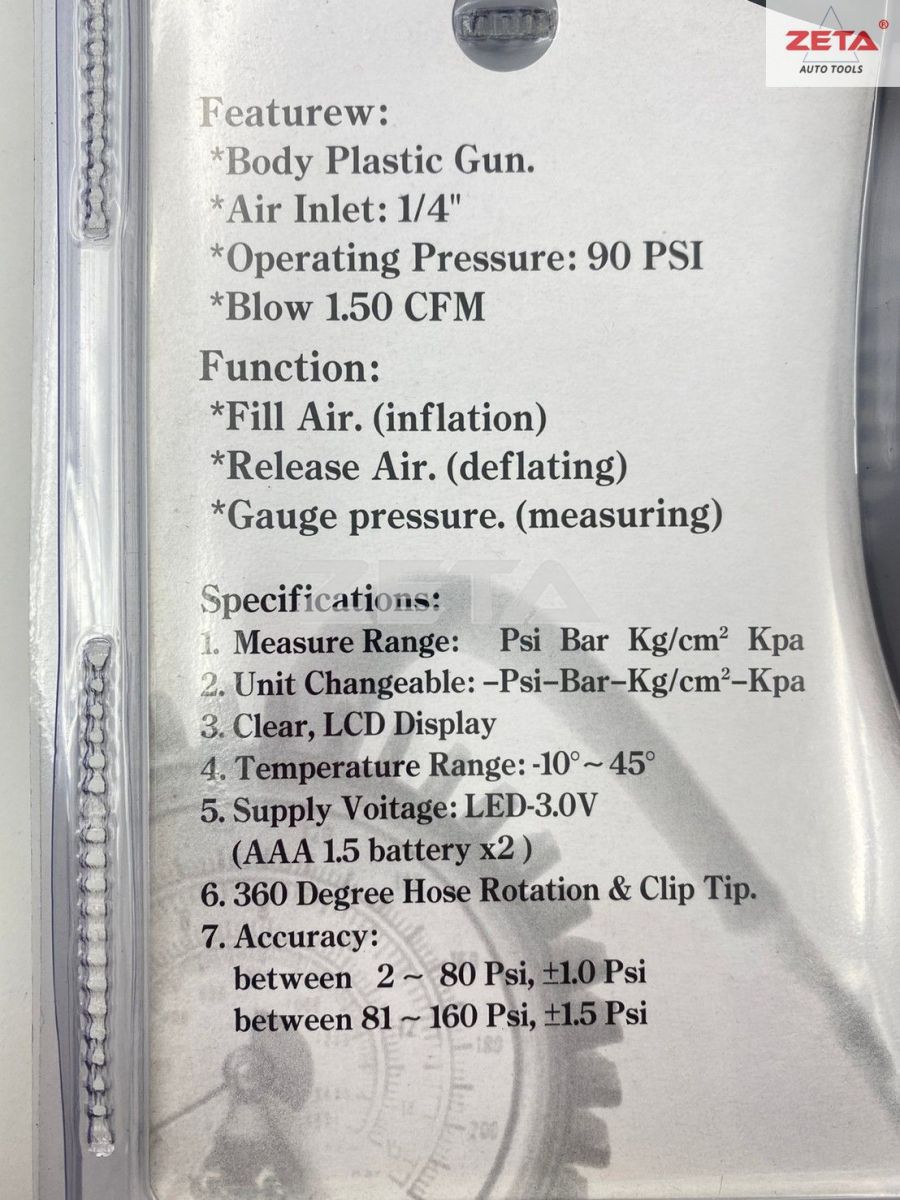 ZETA®
AUTO TOOLS
Featurew:
*Body Plastic Gun.
*Air Inlet: 1/4"
*Operating Pressure: 90 PSI
*Blow 1.50 CFM
Function:
*Fill Air. (inflation)
*Release Air. (deflating)
*Gauge pressure. (measuring)
ZETA
Specifications:
1. Measure Range: Psi Bar Kg/cm² Kpa
2. Unit Changeable: –Psi–Bar–Kg/cm²–Kpa
3. Clear, LCD Display
4. Temperature Range: -10°~ 45°
5. Supply Voitage: LED-3.0V
(AAA 1.5 battery x2 )
6. 360 Degree Hose Rotation & Clip Tip.
7. Accuracy:
between 2 ~ 80 Psi, ±1.0 Psi
between 81 ~ 160 Psi, ±1.5 Psi
180
200